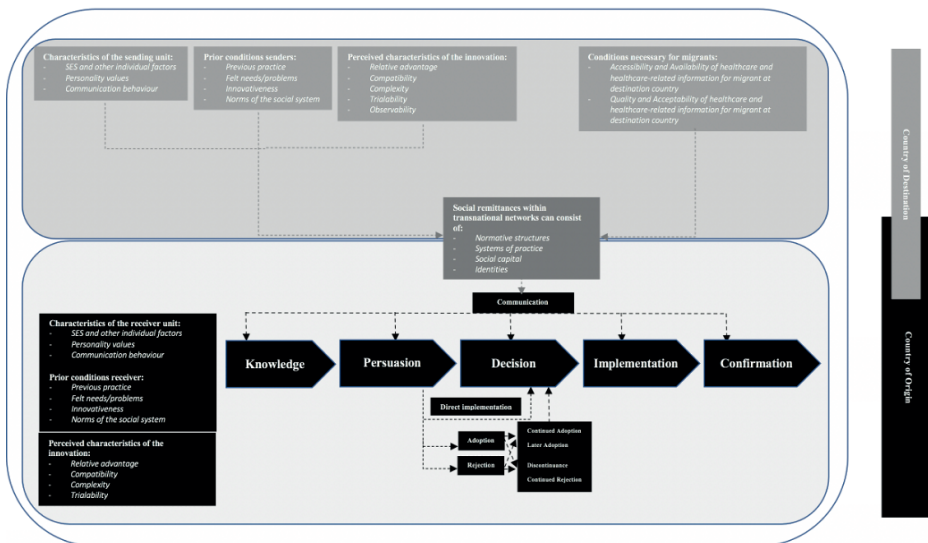 Characteristics of the sending unit:
- SES and other individual factors
- Personality values
- Communication behaviour
Prior conditions senders:
- Previous practice
- Felt needs/problems
- Innovativeness
- Norms of the social system
Perceived characteristics of the innovation:
- Relative advantage
- Compatibility
- Complexity
- Trialability
- Observability
Conditions necessary for migrants:
- Accessibility and Availability of healthcare and
healthcare-related information for migrant at
destination country
- Quality and Acceptability of healthcare and
healthcare-related information for migrant at
destination country
Country of Destination
Social remittances within
transnational networks can consist
of:
- Normative structures
- Systems of practice
- Social capital
- Identities
Communication
Characteristics of the receiver unit:
- SES and other individual factors
- Personality values
- Communication behaviour
Prior conditions receiver:
- Previous practice
- Felt needs/problems
- Innovativeness
- Norms of the social system
Perceived characteristics of the
innovation:
- Relative advantage
- Compatibility
- Complexity
- Trialability
Knowledge
Persuasion
Decision
Implementation
Confirmation
Direct implementation
Adoption
Rejection
Continued Adoption
Later Adoption
Discontinuance
Continued Rejection
Country of Origin